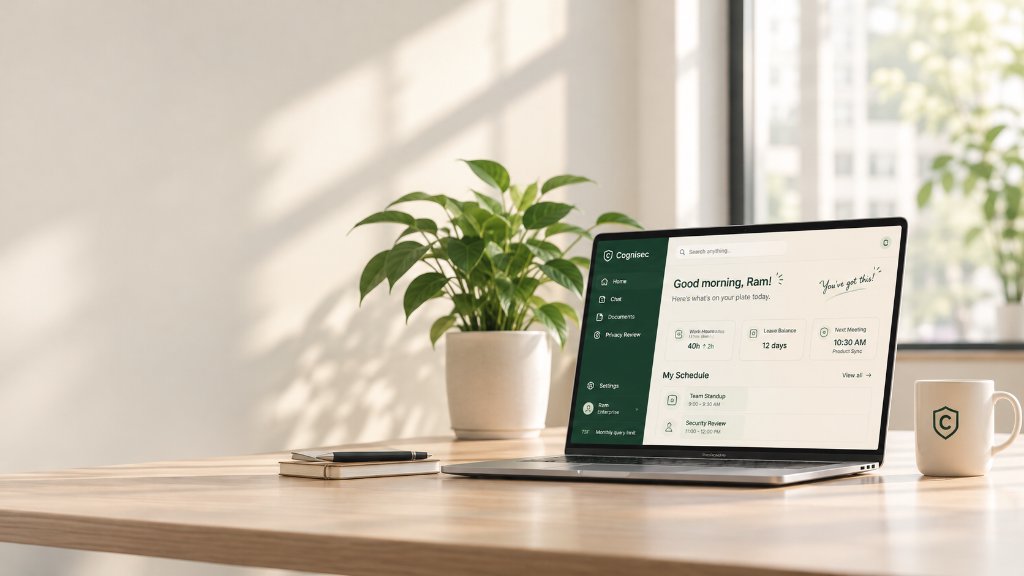 Cognisec
Home
Chat
Documents
Privacy Review
Settings
Ram
Enterprise
Monthly query limit
Search anything...
C
Good morning, Ram!
You've got this!
Here's what's on your plate today.
Work Hours
40h ↑ 2h
Leave Balance
12 days
Next Meeting
10:30 AM
Product Sync
My Schedule
View all →
Team Standup
9:00 - 9:30 AM
Security Review
11:00 - 12:00 PM
C